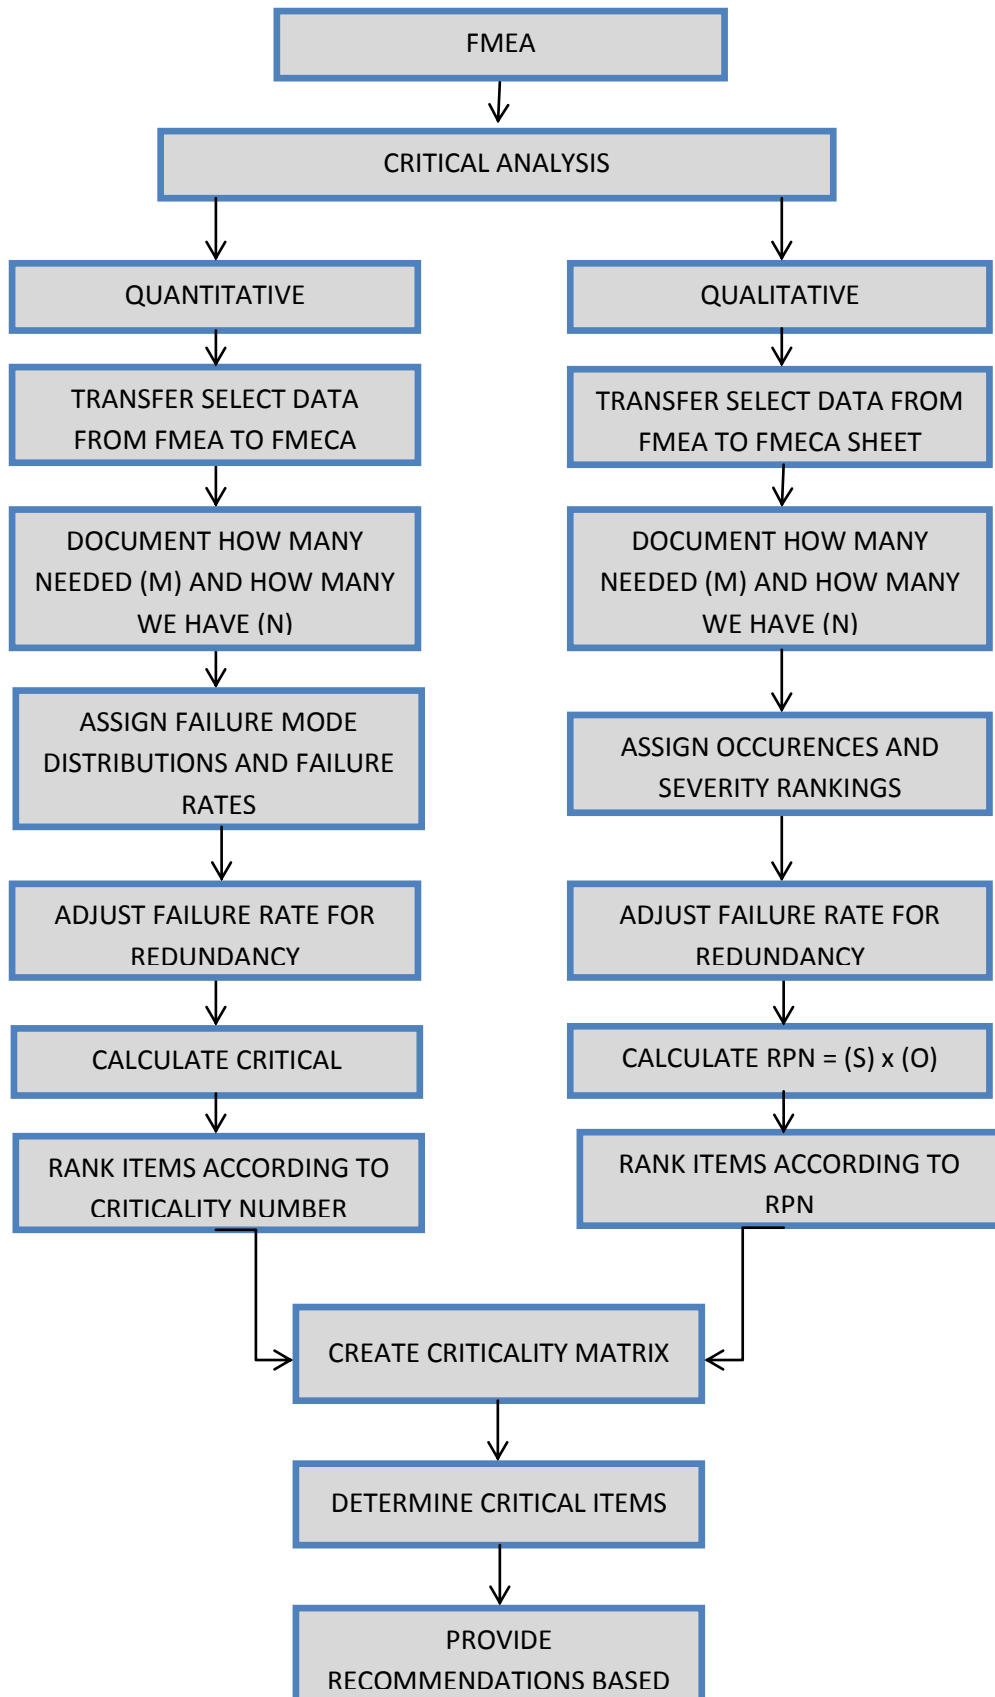 FMEA
CRITICAL ANALYSIS
QUANTITATIVE
TRANSFER SELECT DATA
FROM FMEA TO FMECA
DOCUMENT HOW MANY
NEEDED (M) AND HOW MANY
WE HAVE (N)
ASSIGN FAILURE MODE
DISTRIBUTIONS AND FAILURE
RATES
ADJUST FAILURE RATE FOR
REDUNDANCY
CALCULATE CRITICAL
RANK ITEMS ACCORDING TO
CRITICALITY NUMBER
QUALITATIVE
TRANSFER SELECT DATA FROM
FMEA TO FMECA SHEET
DOCUMENT HOW MANY
NEEDED (M) AND HOW MANY
WE HAVE (N)
ASSIGN OCCURENCES AND
SEVERITY RANKINGS
ADJUST FAILURE RATE FOR
REDUNDANCY
CALCULATE RPN = (S) x (O)
RANK ITEMS ACCORDING TO
RPN
CREATE CRITICALITY MATRIX
DETERMINE CRITICAL ITEMS
PROVIDE
RECOMMENDATIONS BASED